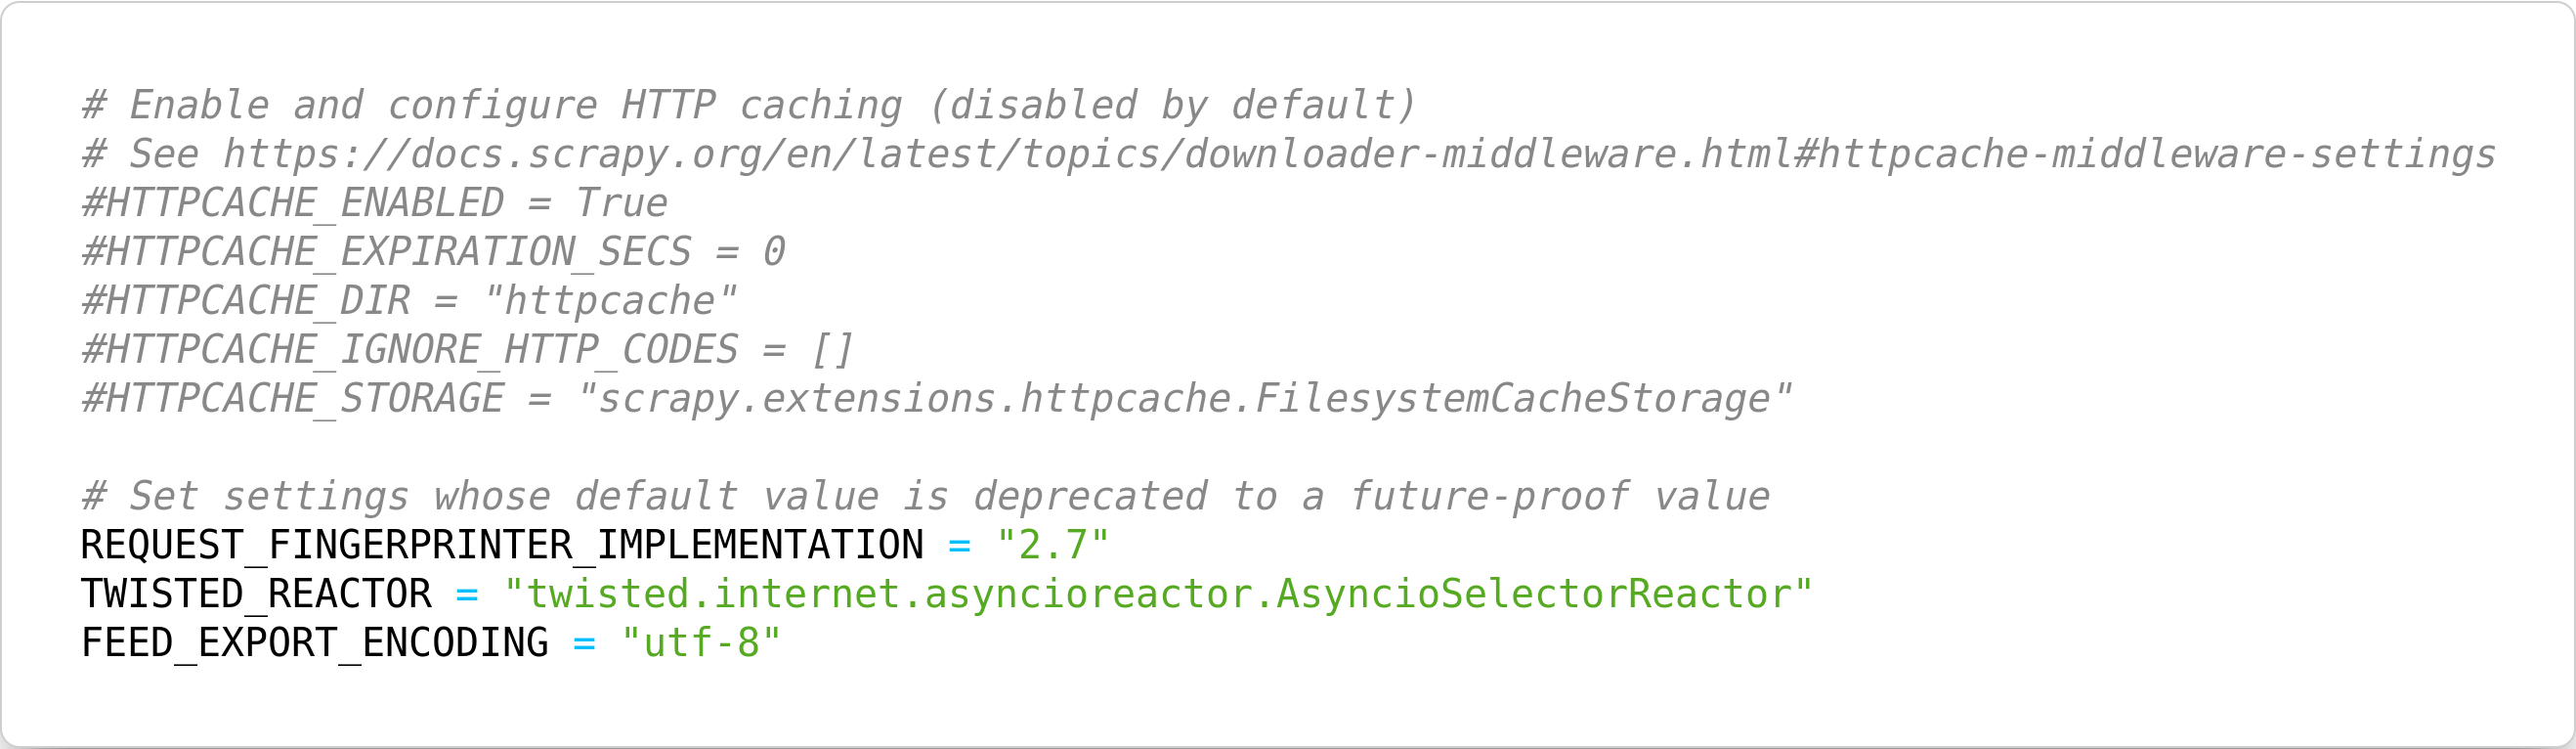 # Enable and configure HTTP caching (disabled by default)
# See https://docs.scrapy.org/en/latest/topics/downloader-middleware.html#httpcache-middleware-settings
#HTTPCACHE_ENABLED = True
#HTTPCACHE_EXPIRATION_SECS = 0
#HTTPCACHE_DIR = "httpcache"
#HTTPCACHE_IGNORE_HTTP_CODES = []
#HTTPCACHE_STORAGE = "scrapy.extensions.httpcache.FilesystemCacheStorage"

# Set settings whose default value is deprecated to a future-proof value
REQUEST_FINGERPRINTER_IMPLEMENTATION = "2.7"
TWISTED_REACTOR = "twisted.internet.asyncioreactor.AsyncioSelectorReactor"
FEED_EXPORT_ENCODING = "utf-8"